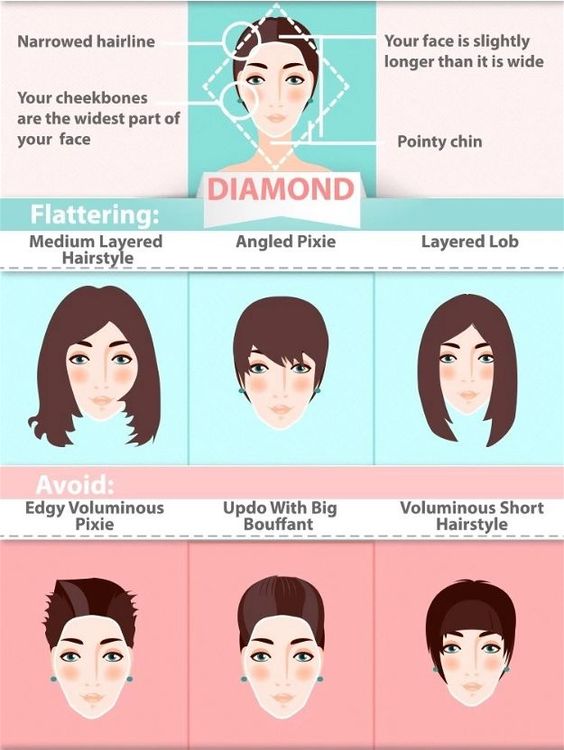 Narrowed hairline
Your face is slightly
longer than it is wide
Your cheekbones
are the widest part of
your face
Pointy chin
DIAMOND
Flattering:
Medium Layered
Hairstyle
Angled Pixie
Layered Lob
Avoid:
Edgy Voluminous
Pixie
Updo With Big
Bouffant
Voluminous Short
Hairstyle